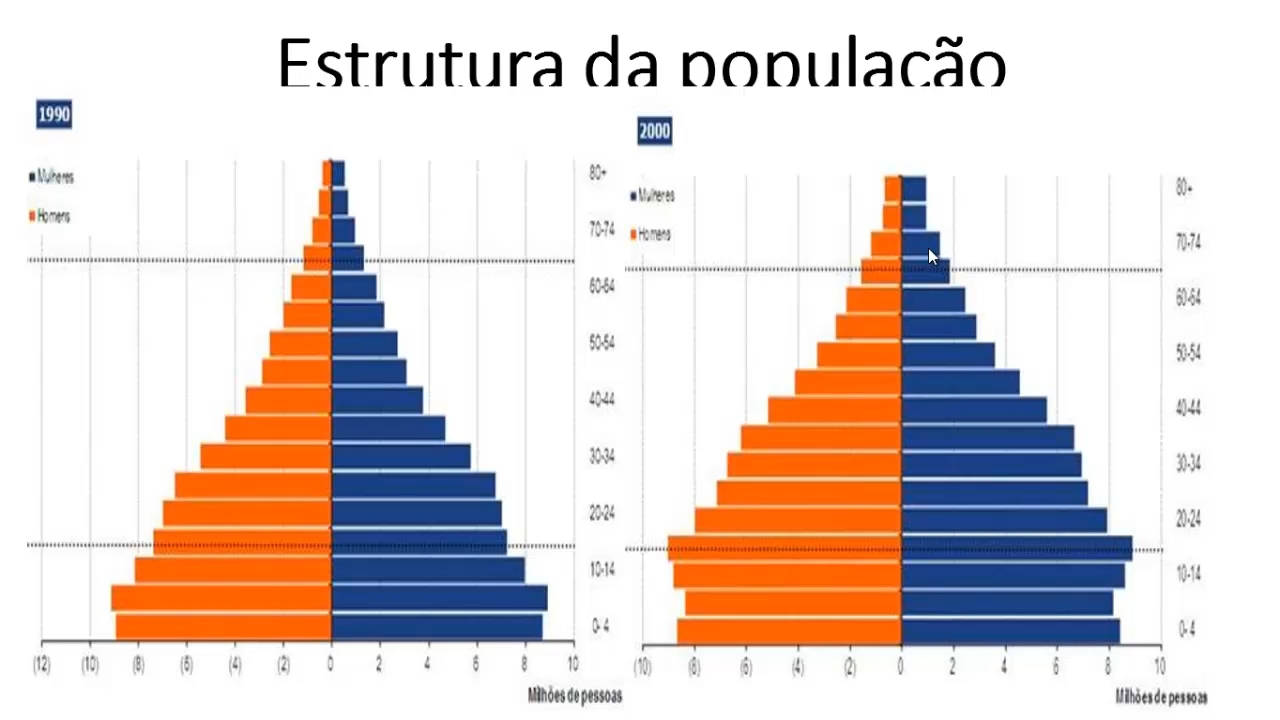 Estrutura da população
1990
Mulheres
Homens
80+
70-74
60-64
50-54
40-44
30-34
20-24
10-14
0-4
(12) (10) (8) (6) (4) (2) 0 2 4 6 8 10
Milhões de pessoas
2000
Mulheres
Homens
80+
70-74
60-64
50-54
40-44
30-34
20-24
10-14
0-4
(10) (8) (6) (4) (2) 0 2 4 6 8 10
Milhões de pessoas